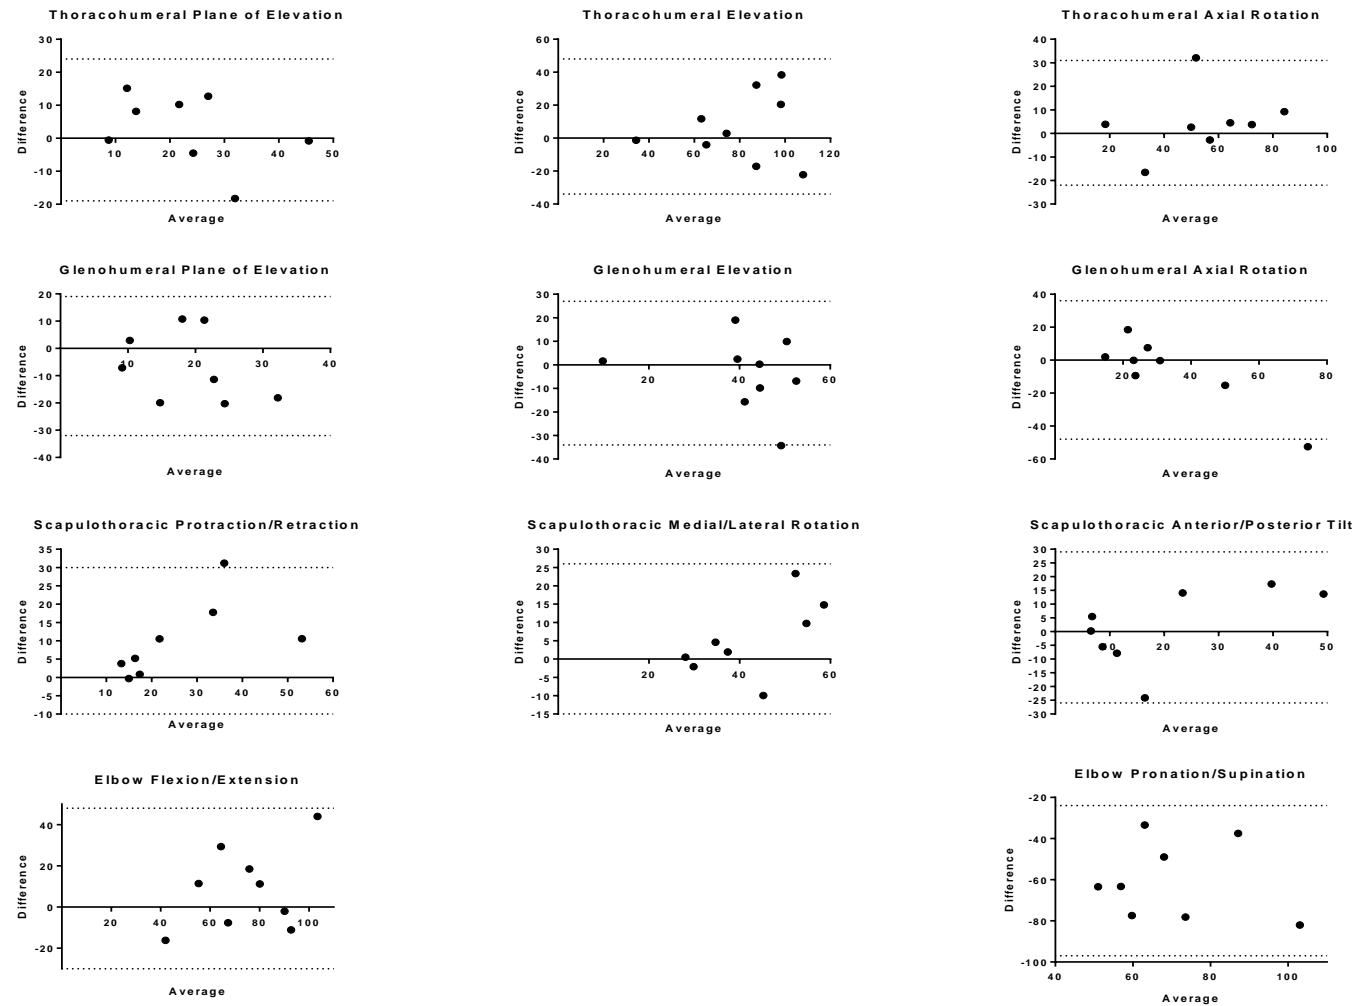 Thoracohumeral Plane of Elevation
30
20
10
0
-10
-20
10 20 30 40 50
Difference
Average
Thoracohumeral Elevation
60
40
20
0
-20
-40
20 40 60 80 100 120
Difference
Average
Thoracohumeral Axial Rotation
40
30
20
10
0
-10
-20
-30
20 40 60 80 100
Difference
Average
Glenohumeral Plane of Elevation
20
10
0
-10
-20
-30
-40
10 20 30 40
Difference
Average
Glenohumeral Elevation
30
20
10
0
-10
-20
-30
-40
20 40 60
Difference
Average
Glenohumeral Axial Rotation
40
20
0
-20
-40
-60
20 40 60 80
Difference
Average
Scapulothoracic Protraction/Retraction
35
30
25
20
15
10
5
0
-5
-10
10 20 30 40 50 60
Difference
Average
Scapulothoracic Medial/Lateral Rotation
30
25
20
15
10
5
0
-5
-10
-15
20 40 60
Difference
Average
Scapulothoracic Anterior/Posterior Tilt
30
25
20
15
10
5
0
-5
-10
-15
-20
-25
-30
20 30 40 50
Difference
Average
Elbow Flexion/Extension
40
20
0
-20
20 40 60 80 100
Difference
Average
Elbow Pronation/Supination
-20
-40
-60
-80
-100
40 60 80 100
Difference
Average